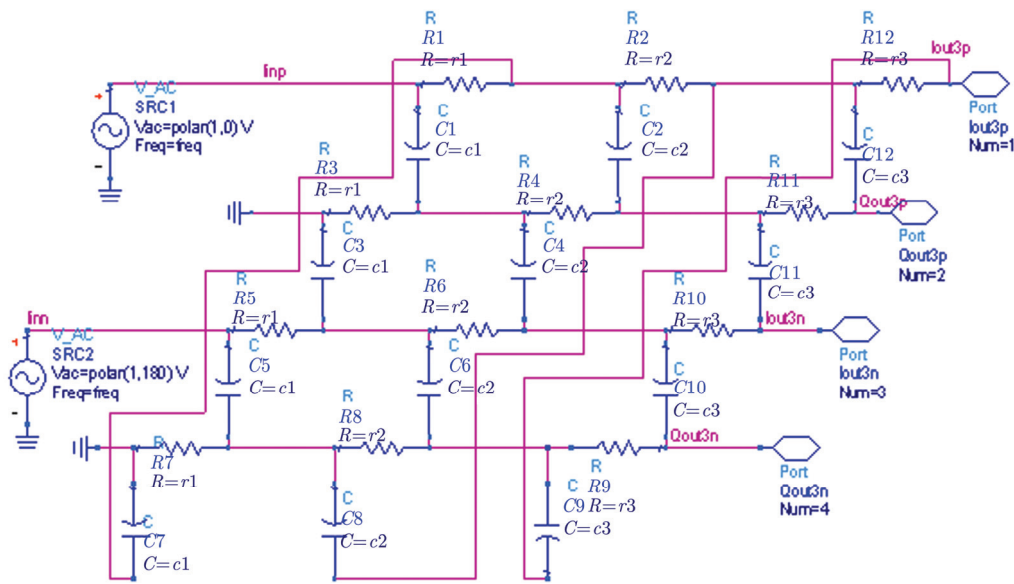 R
R1
R=r1
R
R2
R=r2
R
R12
R=r3
Iout3p
Iinp
V_AC
SRC1
Vac=polar(1,0) V
Freq=freq
+
-
C
C1
C=c1
C
C2
C=c2
C
C12
C=c3
Port
Iout3p
Num=1
R
R3
R=r1
R
R4
R=r2
R
R11
R=r3
Qout3p
Port
Qout3p
Num=2
C
C3
C=c1
C
C4
C=c2
C
C11
C=c3
R
R5
R=r1
R
R6
R=r2
R
R10
R=r3
Iout3n
Port
Iout3n
Num=3
Iinn
V_AC
SRC2
Vac=polar(1,180) V
Freq=freq
+
-
C
C5
C=c1
C
C6
C=c2
C
C10
C=c3
R
R7
R=r1
R
R8
R=r2
R
R9
R=r3
Qout3n
Port
Qout3n
Num=4
C
C7
C=c1
C
C8
C=c2
C
C9
C=c3